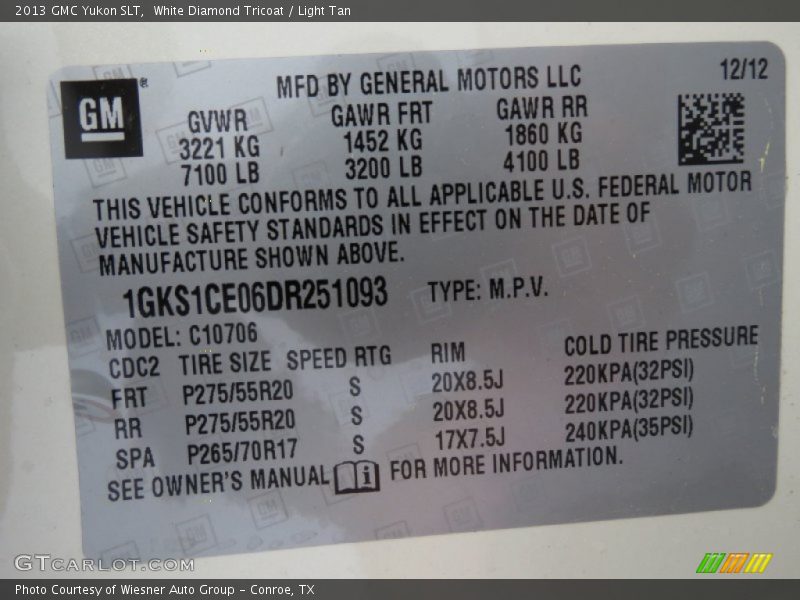 2013 GMC Yukon SLT, White Diamond Tricoat / Light Tan
GM ®
MFD BY GENERAL MOTORS LLC 12/12
GVWR GAWR FRT GAWR RR
3221 KG 1452 KG 1860 KG
7100 LB 3200 LB 4100 LB
THIS VEHICLE CONFORMS TO ALL APPLICABLE U.S. FEDERAL MOTOR
VEHICLE SAFETY STANDARDS IN EFFECT ON THE DATE OF
MANUFACTURE SHOWN ABOVE.
1GKS1CE06DR251093 TYPE: M.P.V.
MODEL: C10706
CDC2 TIRE SIZE SPEED RTG RIM COLD TIRE PRESSURE
FRT P275/55R20 S 20X8.5J 220KPA(32PSI)
RR P275/55R20 S 20X8.5J 220KPA(32PSI)
SPA P265/70R17 S 17X7.5J 240KPA(35PSI)
SEE OWNER'S MANUAL i FOR MORE INFORMATION.
GTCARLOT.COM
Photo Courtesy of Wiesner Auto Group - Conroe, TX